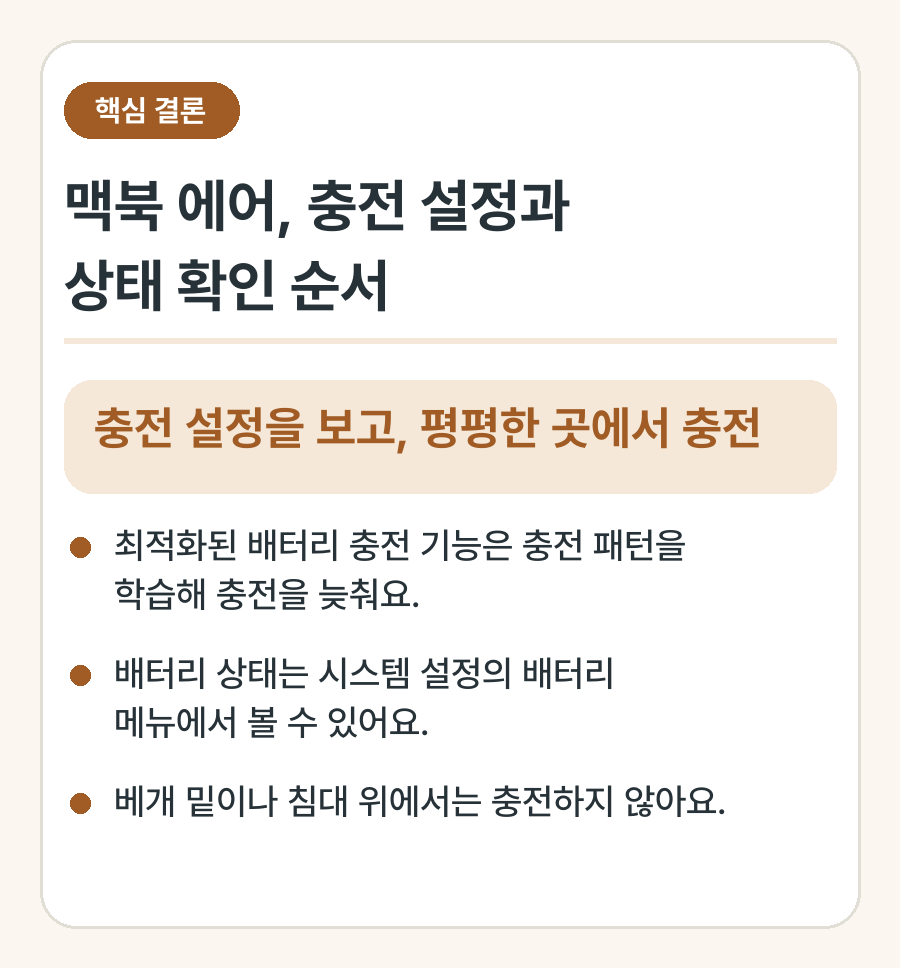 핵심 결론
맥북 에어, 충전 설정과
상태 확인 순서
충전 설정을 보고, 평평한 곳에서 충전
최적화된 배터리 충전 기능은 충전 패턴을
학습해 충전을 늦춰요.
배터리 상태는 시스템 설정의 배터리
메뉴에서 볼 수 있어요.
베개 밑이나 침대 위에서는 충전하지 않아요.